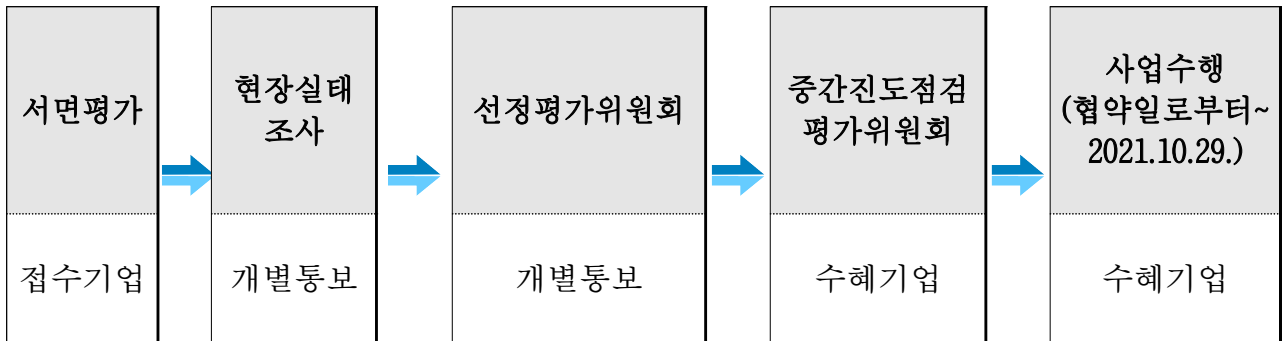 서면평가
현장실태
조사
선정평가위원회
중간진도점검
평가위원회
사업수행
(협약일로부터~
2021.10.29.)
접수기업
개별통보
개별통보
수혜기업
수혜기업